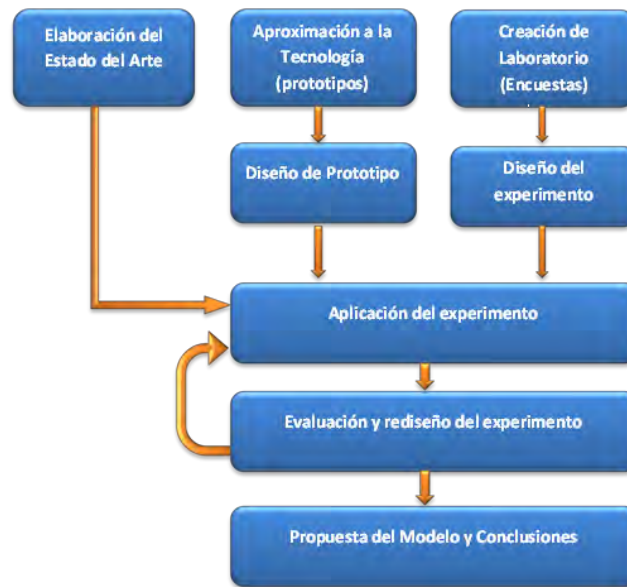 Elaboración del
Estado del Arte
Aproximación a la
Tecnología
(prototipos)
Creación de
Laboratorio
(Encuestas)
Diseño de Prototipo
Diseño del
experimento
Aplicación del experimento
Evaluación y rediseño del experimento
Propuesta del Modelo y Conclusiones